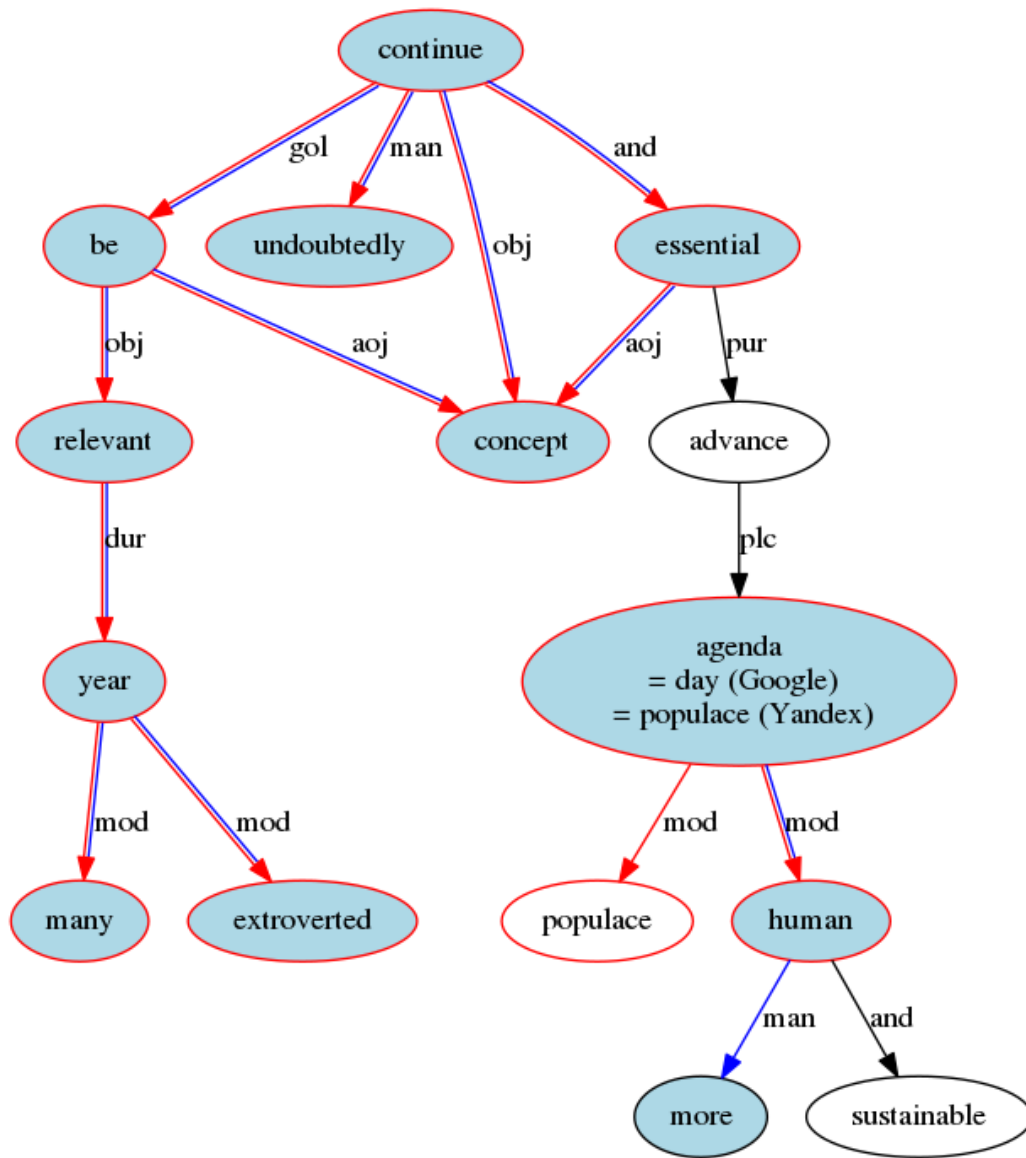 continue
gol
man
and
be
undoubtedly
obj
essential
obj
aoj
aoj
pur
relevant
concept
advance
dur
plc
year
agenda
= day (Google)
= populace (Yandex)
mod
mod
mod
mod
many
extroverted
populace
human
man
and
more
sustainable